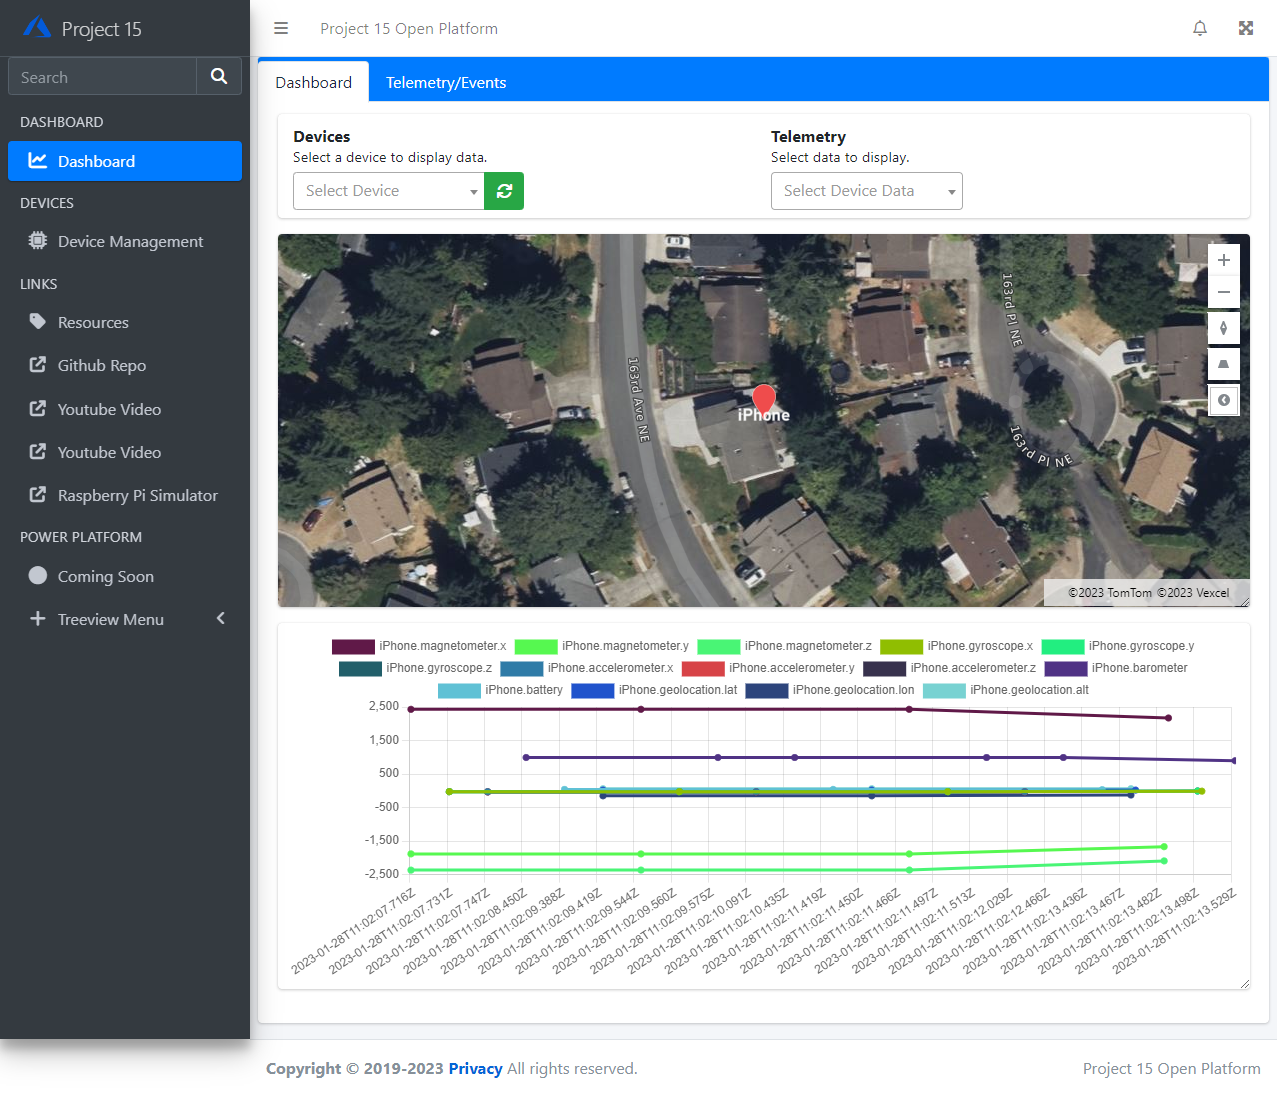 Project 15
Project 15 Open Platform
Search
Dashboard
Telemetry/Events
DASHBOARD
Dashboard
DEVICES
Device Management
LINKS
Resources
Github Repo
Youtube Video
Youtube Video
Raspberry Pi Simulator
POWER PLATFORM
Coming Soon
Treeview Menu
Devices
Select a device to display data.
Select Device
Telemetry
Select data to display.
Select Device Data
163rd Ave NE
163rd Pl NE
163rd Pl NE
iPhone
©2023 TomTom ©2023 Vexcel
iPhone.magnetometer.x iPhone.magnetometer.y iPhone.magnetometer.z iPhone.gyroscope.x iPhone.gyroscope.y
iPhone.gyroscope.z iPhone.accelerometer.x iPhone.accelerometer.y iPhone.accelerometer.z iPhone.barometer
iPhone.battery iPhone.geolocation.lat iPhone.geolocation.lon iPhone.geolocation.alt
2,500
1,500
500
-500
-1,500
-2,500
2023-01-28T11:02:07.716Z
2023-01-28T11:02:07.731Z
2023-01-28T11:02:07.747Z
2023-01-28T11:02:08.450Z
2023-01-28T11:02:09.388Z
2023-01-28T11:02:09.419Z
2023-01-28T11:02:09.544Z
2023-01-28T11:02:09.560Z
2023-01-28T11:02:09.575Z
2023-01-28T11:02:10.091Z
2023-01-28T11:02:10.435Z
2023-01-28T11:02:11.419Z
2023-01-28T11:02:11.450Z
2023-01-28T11:02:11.466Z
2023-01-28T11:02:11.497Z
2023-01-28T11:02:11.513Z
2023-01-28T11:02:12.029Z
2023-01-28T11:02:12.466Z
2023-01-28T11:02:13.436Z
2023-01-28T11:02:13.467Z
2023-01-28T11:02:13.482Z
2023-01-28T11:02:13.498Z
2023-01-28T11:02:13.529Z
Copyright © 2019-2023 Privacy All rights reserved.
Project 15 Open Platform